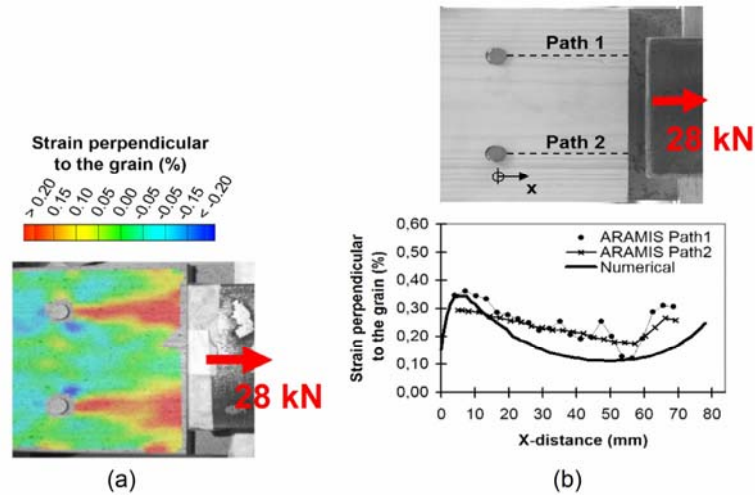 Strain perpendicular
to the grain (%)
> 0.20
0.15
0.10
0.05
0.00
-0.05
-0.05
-0.15
< -0.20
28 kN
(a)
Path 1
Path 2
x
28 kN
Strain perpendicular
to the grain (%)
0,60
0,50
0,40
0,30
0,20
0,10
0,00
ARAMIS Path1
ARAMIS Path2
Numerical
0 10 20 30 40 50 60 70 80
X-distance (mm)
(b)